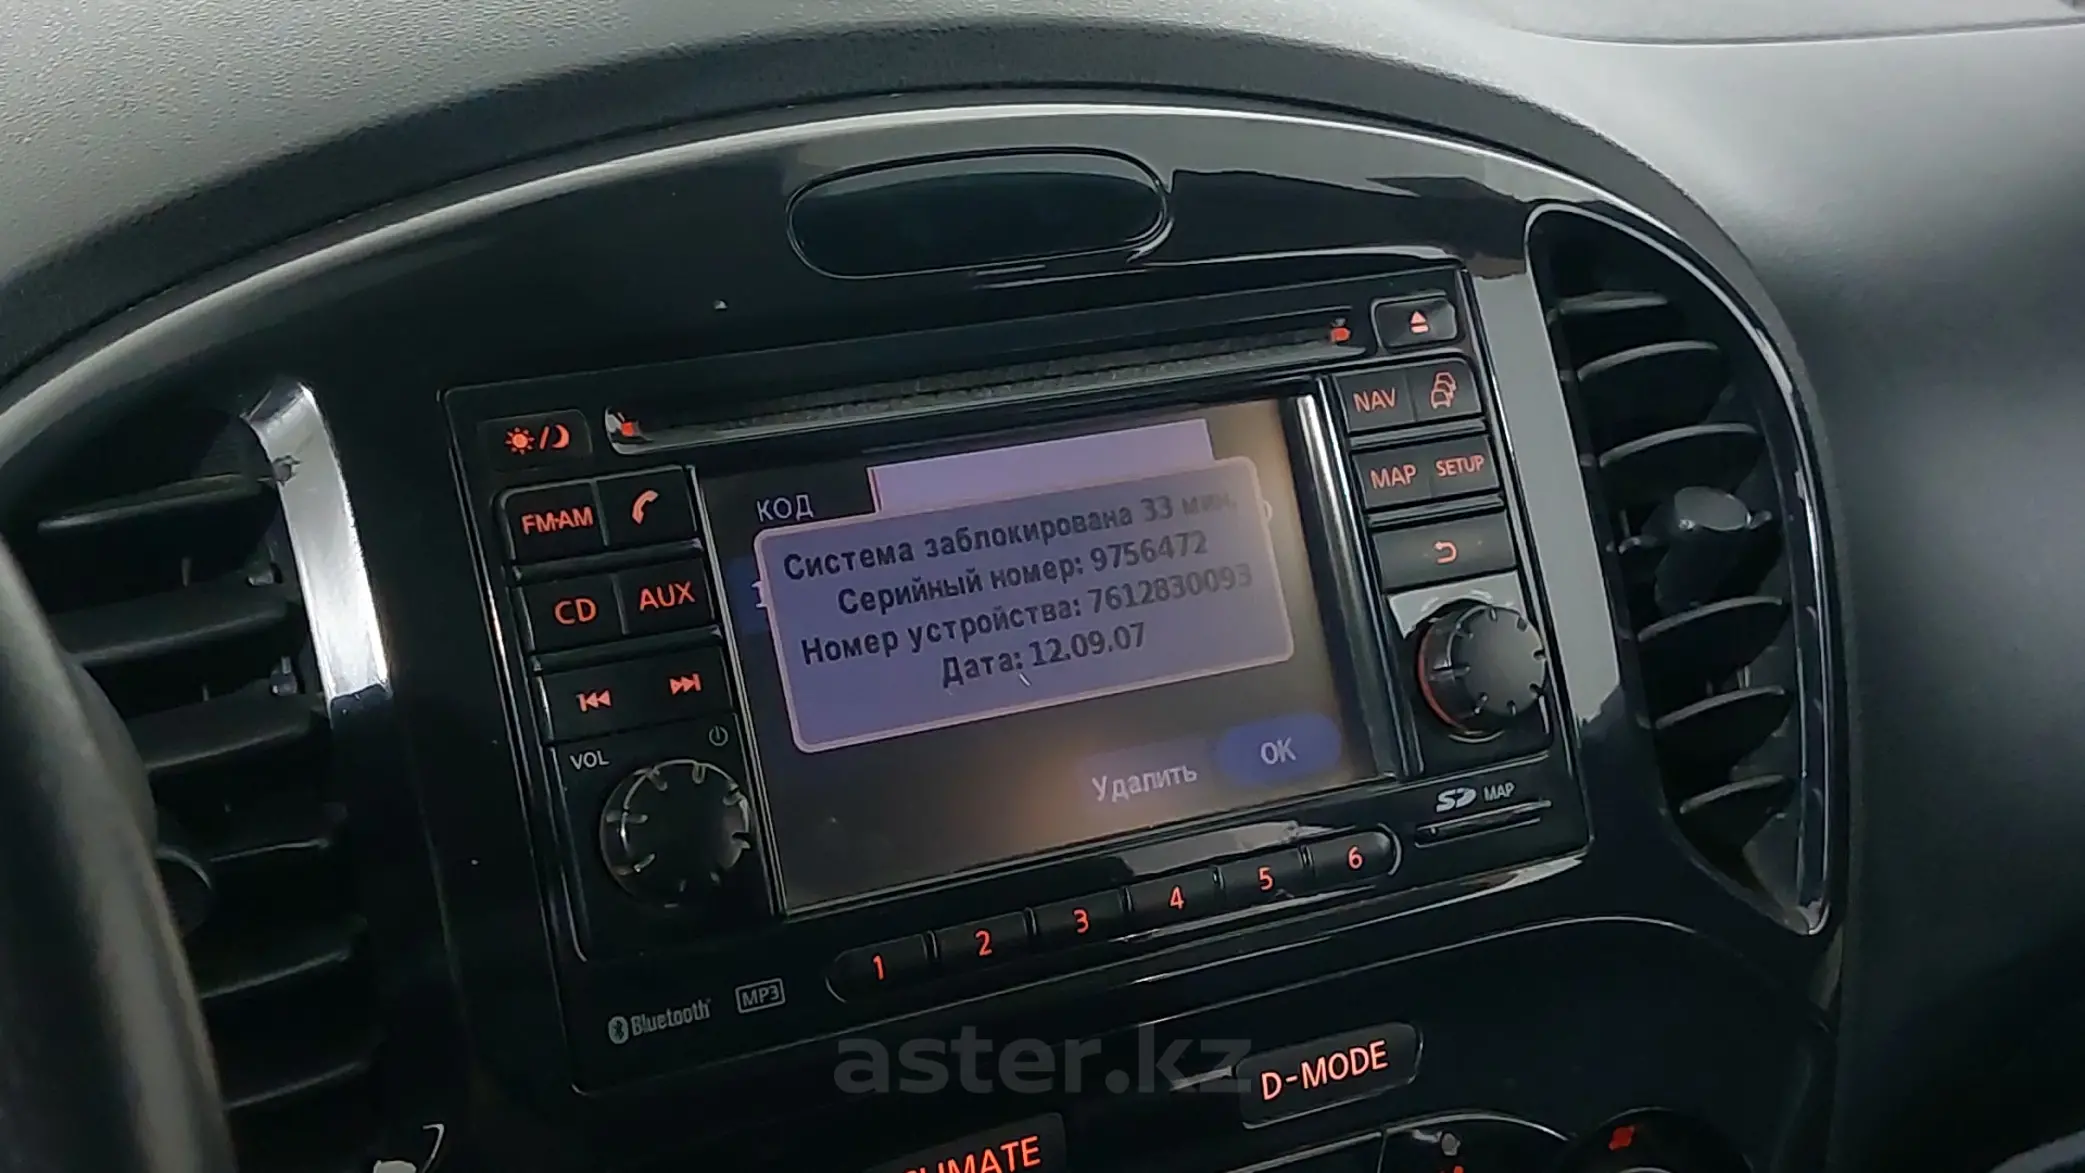 NAV
FM·AM
MAP
SETUP
КОД
Система заблокирована 33 мин.
Серийный номер: 9756472
Номер устройства: 7612830093
Дата: 12.09.07
CD
AUX
VOL
Удалить
OK
SD MAP
1 2 3 4 5 6
Bluetooth
MP3
aster.kz
D-MODE